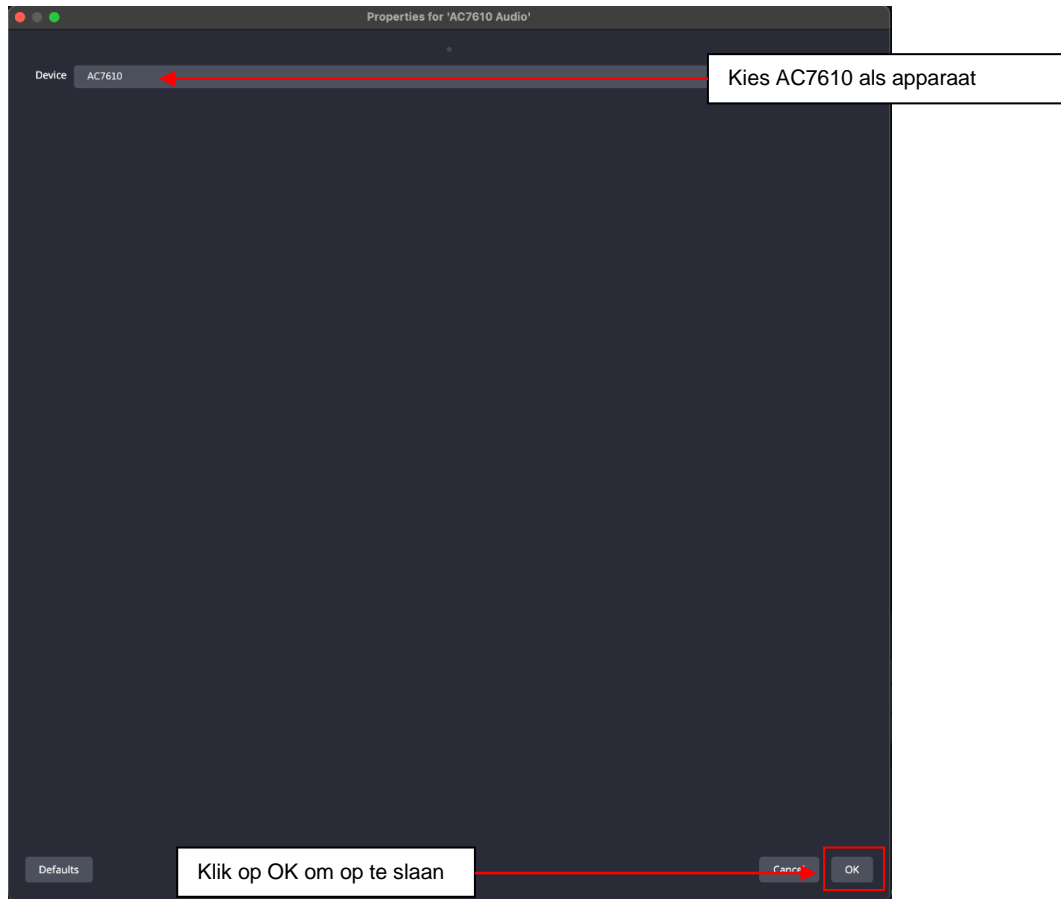 Properties for 'AC7610 Audio'
Device AC7610
Kies AC7610 als apparaat
Defaults
Klik op OK om op te slaan
Cancel
OK